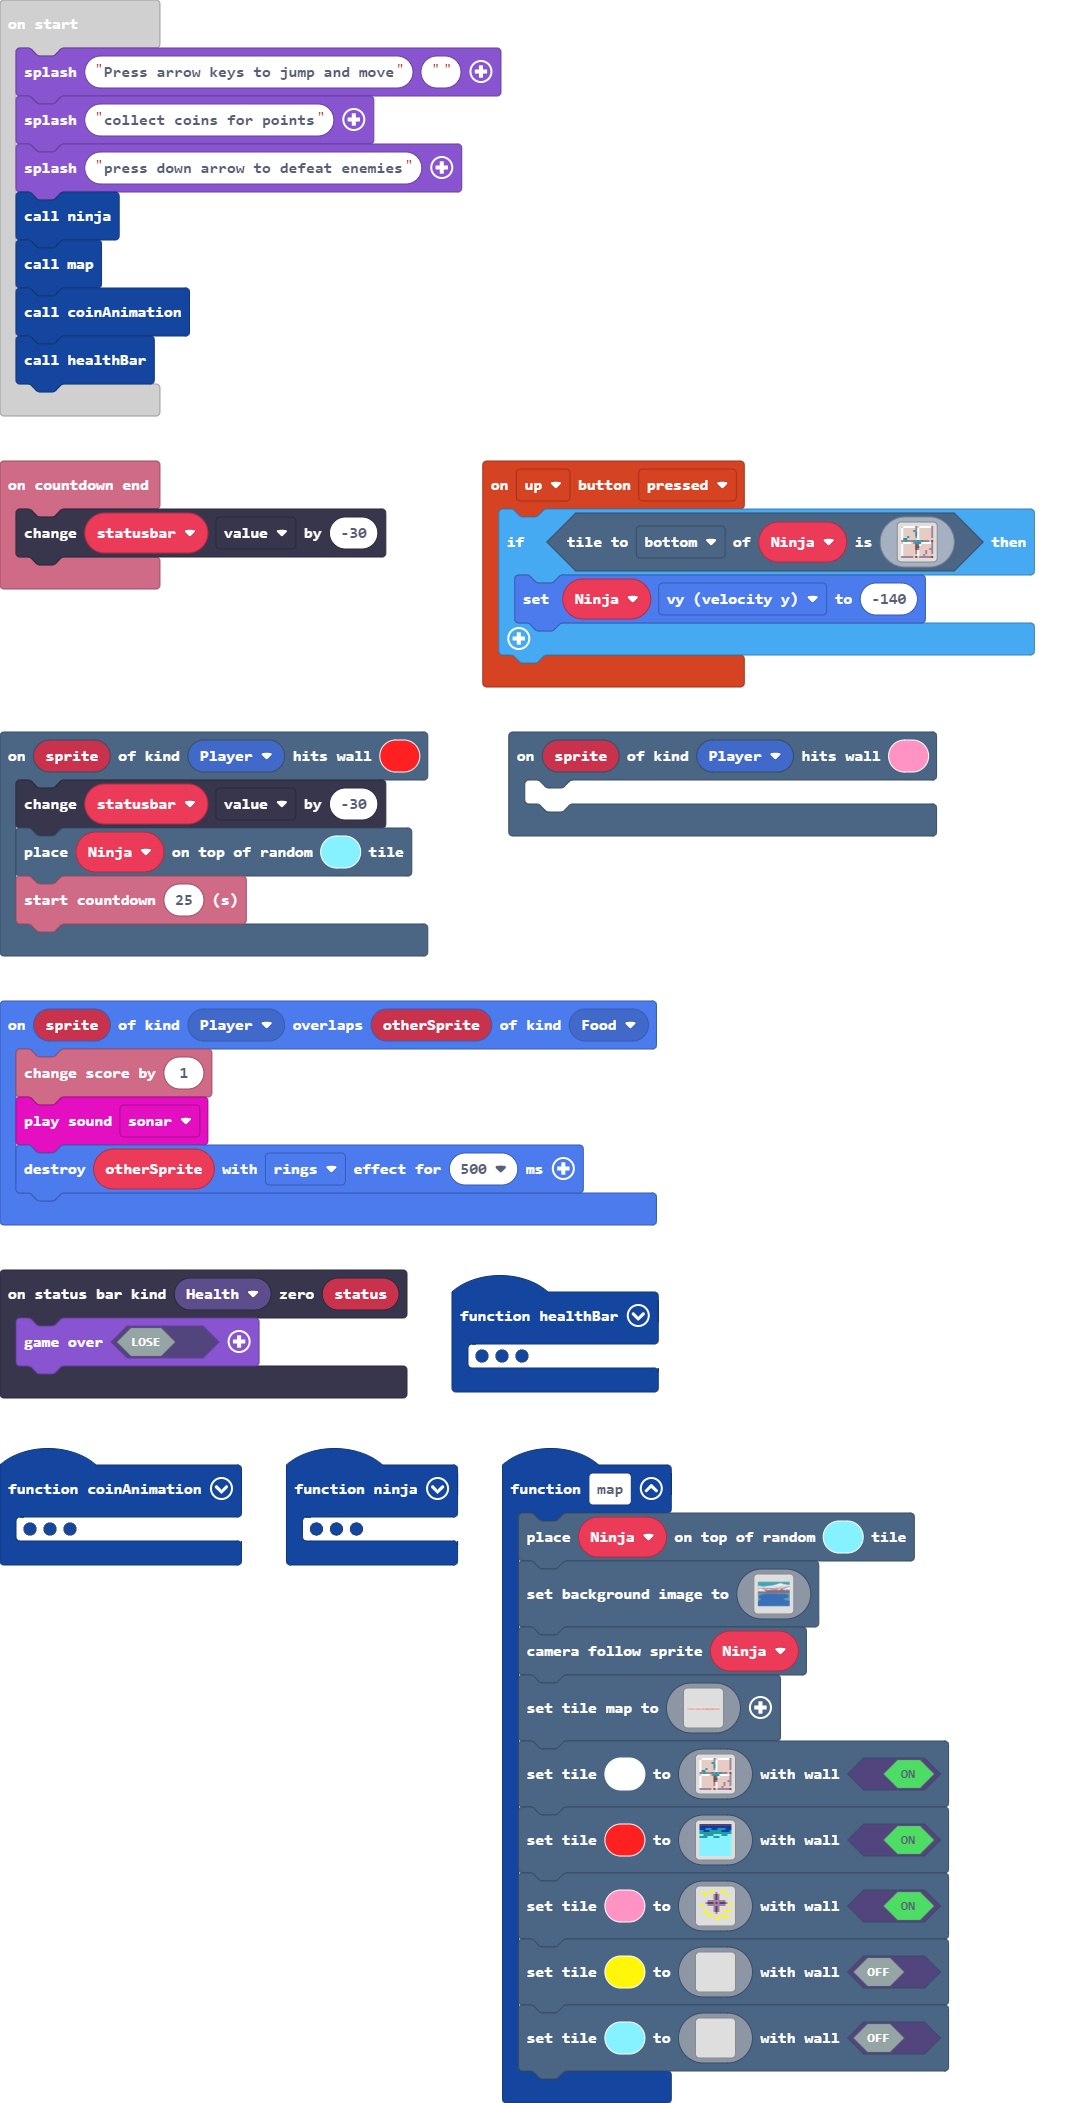 on start
splash "Press arrow keys to jump and move" " "
splash "collect coins for points"
splash "press down arrow to defeat enemies"
call ninja
call map
call coinAnimation
call healthBar
on countdown end
change statusbar value by -30
on up button pressed
if tile to bottom of Ninja is then
set Ninja vy (velocity y) to -140
on sprite of kind Player hits wall
change statusbar value by -30
place Ninja on top of random tile
start countdown 25 (s)
on sprite of kind Player hits wall
on sprite of kind Player overlaps otherSprite of kind Food
change score by 1
play sound sonar
destroy otherSprite with rings effect for 500 ms
on status bar kind Health zero status
game over LOSE
function healthBar
function coinAnimation
function ninja
function map
place Ninja on top of random tile
set background image to
camera follow sprite Ninja
set tile map to
set tile to with wall ON
set tile to with wall ON
set tile to with wall ON
set tile to with wall OFF
set tile to with wall OFF